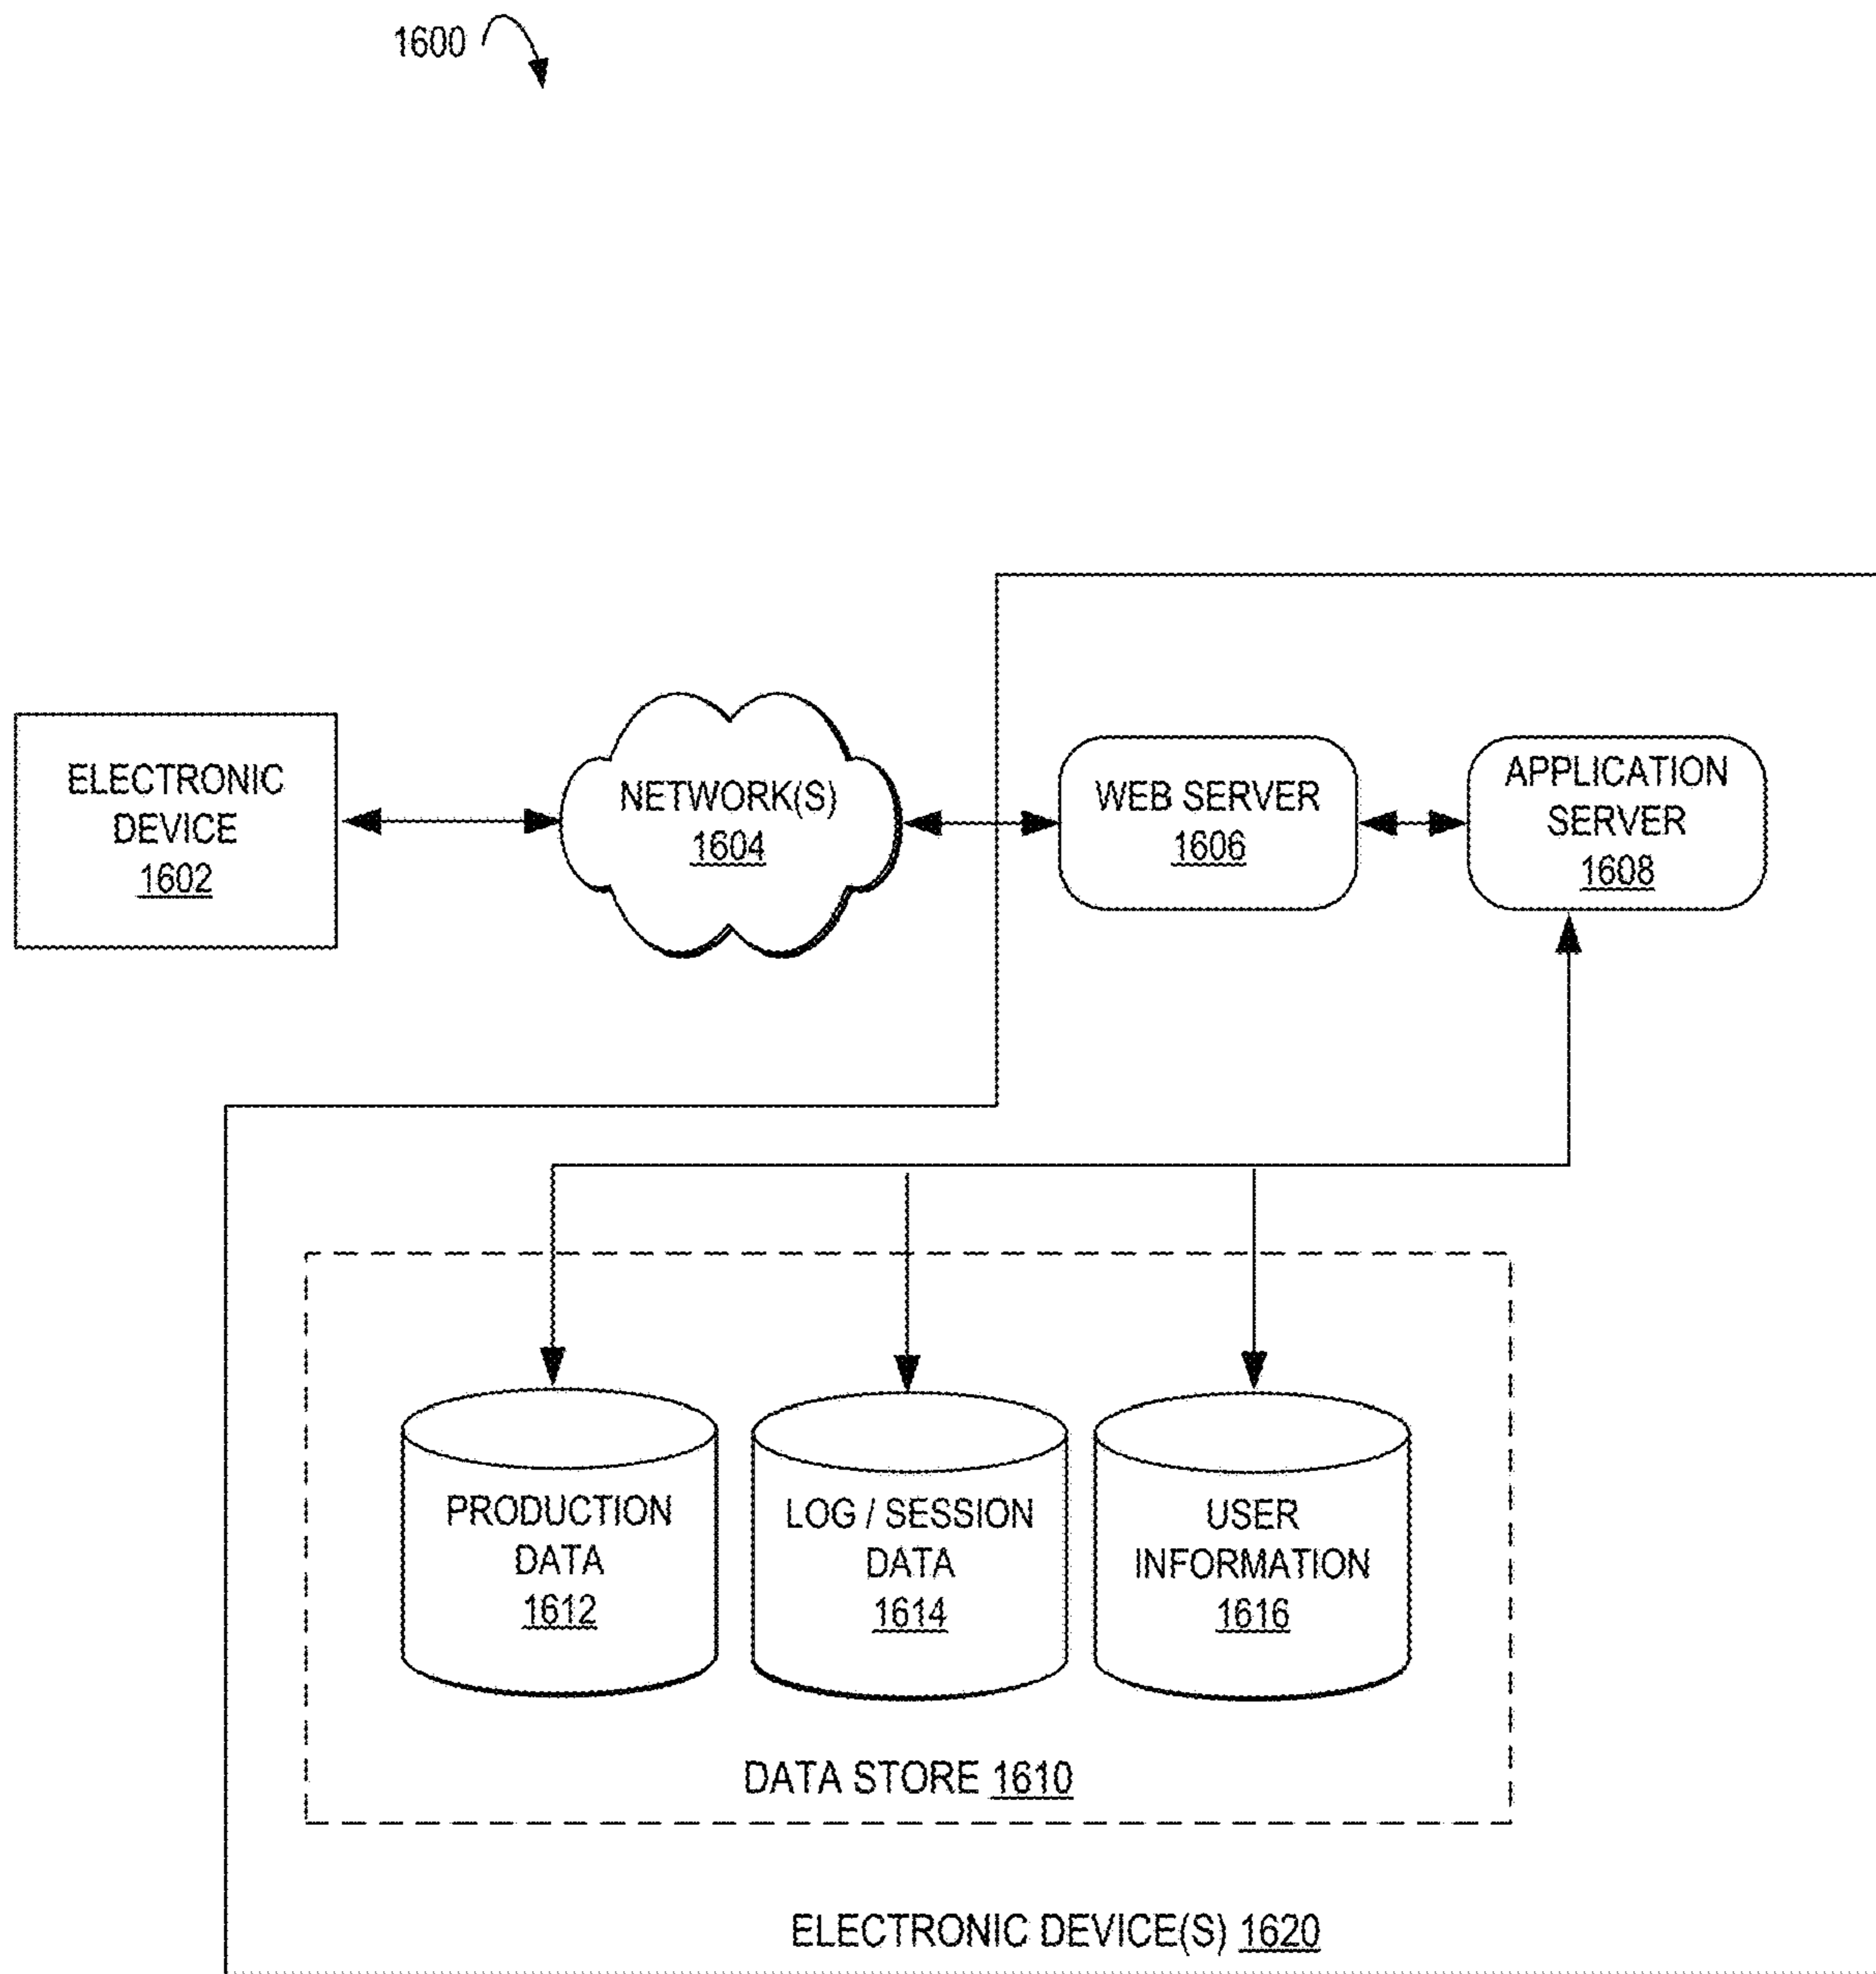 1600
ELECTRONIC
DEVICE
1602
NETWORK(S)
1604
WEB SERVER
1606
APPLICATION
SERVER
1608
PRODUCTION
DATA
1612
LOG / SESSION
DATA
1614
USER
INFORMATION
1616
DATA STORE 1610
ELECTRONIC DEVICE(S) 1620